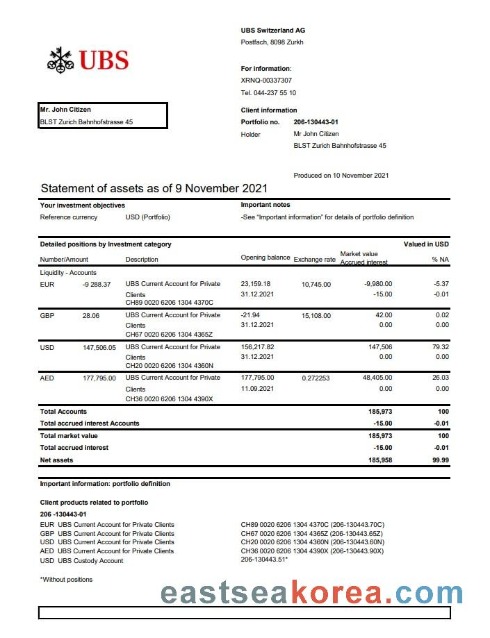 UBS
UBS Switzerland AG
Postfach, 8098 Zurkh
For information:
XRNQ-00337307
Tel. 044-237 55 10
Mr. John Citizen
BLST Zurich Bahnhofstrasse 45
Client information
Portfolio no. 206-130443-01
Holder Mr John Citizen
BLST Zurich Bahnhofstrasse 45
Produced on 10 November 2021
Statement of assets as of 9 November 2021
Your investment objectives Important notes
Reference currency USD (Portfolio) -See "Important information" for details of portfolio definition
Detailed positions by Investment category Valued in USD
Number/Amount Description Opening balance Exchange rate Market value Accrued interest % NA
Liquidity - Accounts
EUR -9 288.37 UBS Current Account for Private 23,159.18 10,745.00 -9,980.00 -5.37
Clients 31.12.2021 -15.00 -0.01
CH89 0020 6206 1304 4370C
GBP 28.06 UBS Current Account for Private -21.94 15,108.00 42.00 0.02
Clients 31.12.2021 0.00 0.00
CH67 0020 6206 1304 4365Z
USD 147,506.05 UBS Current Account for Private 156,217.82 147,506 79.32
Clients 31.12.2021 0.00 0.00
CH20 0020 6206 1304 4360N
AED 177,795.00 UBS Current Account for Private 177,795.00 0.272253 48,405.00 26.03
Clients 11.09.2021 0.00 0.00
CH36 0020 6206 1304 4390X
Total Accounts 185,973 100
Total accrued interest Accounts -15.00 -0.01
Total market value 185,973 100
Total accrued interest -15.00 -0.01
Net assets 185,958 99.99
Important Information: portfolio definition
Client products related to portfolio
206 -130443-01
EUR UBS Current Account for Private Clients CH89 0020 6206 1304 4370C (206-130443.70C)
GBP UBS Current Account for Private Clients CH67 0020 6206 1304 4365Z (206-130443.65Z)
USD UBS Current Account for Private Clients CH20 0020 6206 1304 4360N (206-130443.60N)
AED UBS Current Account for Private Clients CH36 0020 6206 1304 4390X (206-130443.90X)
USD UBS Custody Account 206-130443.51*
*Without positions
eastseakorea.com